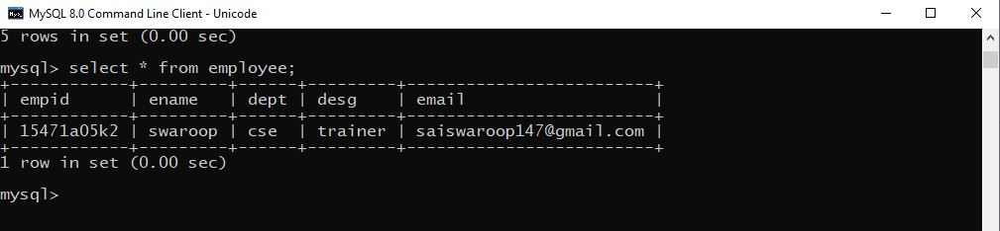 MySQL 8.0 Command Line Client - Unicode
5 rows in set (0.00 sec)
mysql> select * from employee;
+------------+---------+------+---------+--------------------------+
| empid      | ename   | dept | desg    | email                    |
+------------+---------+------+---------+--------------------------+
| 15471a05k2 | swaroop | cse  | trainer | saiswaroop147@gmail.com |
+------------+---------+------+---------+--------------------------+
1 row in set (0.00 sec)
mysql>